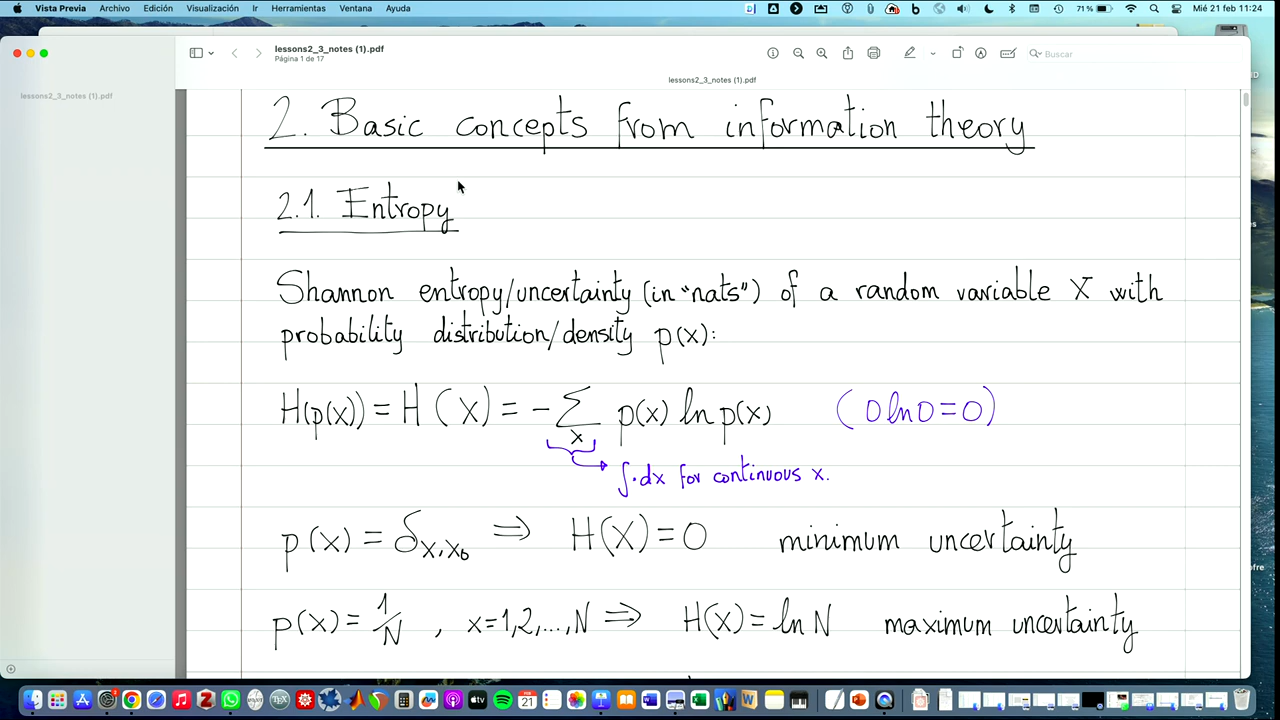 Vista Previa Archivo Edición Visualización Ir Herramientas Ventana Ayuda 71 % Mié 21 feb 11:24
lessons2_3_notes (1).pdf
Página 1 de 17
Buscar
lessons2_3_notes (1).pdf
lessons2_3_notes (1).pdf
2. Basic concepts from information theory
2.1. Entropy
Shannon entropy/uncertainty (in "nats") of a random variable X with
probability distribution/density p(x):
H(p(x)) = H(X) = -∑ₓ p(x) ln p(x) (0 ln 0 = 0)
∫·dx for continuous x.
p(x) = δx,x₀ ⇒ H(X) = 0 minimum uncertainty
p(x) = 1/N , x=1,2,...,N ⇒ H(X) = ln N maximum uncertainty